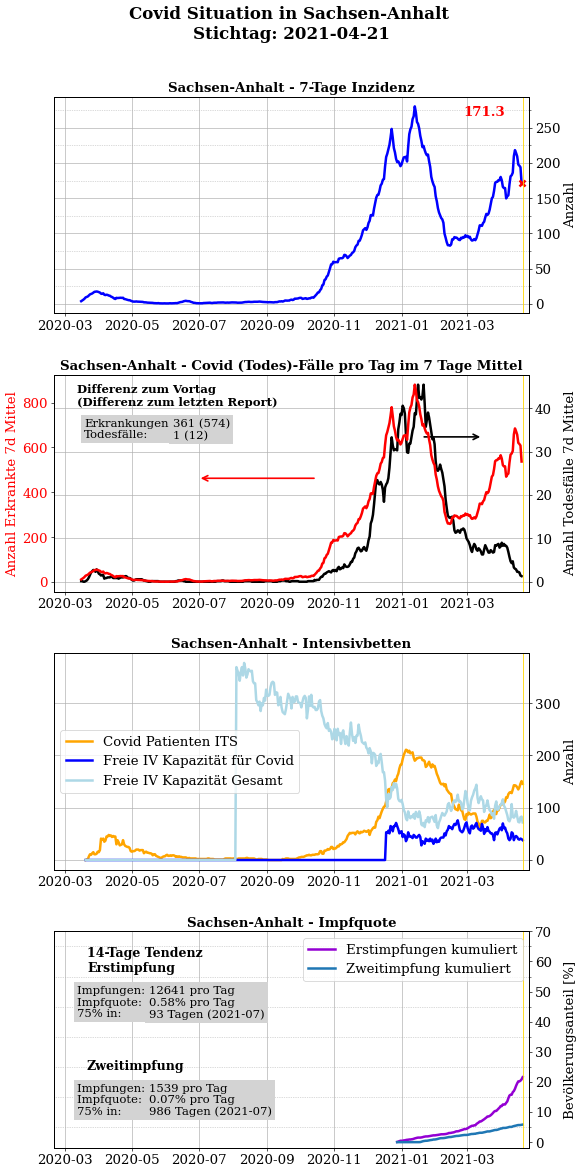 Covid Situation in Sachsen-Anhalt
Stichtag: 2021-04-21
Sachsen-Anhalt - 7-Tage Inzidenz
171.3
250
200
150
100
50
0
Anzahl
2020-03 2020-05 2020-07 2020-09 2020-11 2021-01 2021-03
Sachsen-Anhalt - Covid (Todes)-Fälle pro Tag im 7 Tage Mittel
Differenz zum Vortag
(Differenz zum letzten Report)
Erkrankungen 361 (574)
Todesfälle: 1 (12)
Anzahl Erkrankte 7d Mittel
800
600
400
200
0
40
30
20
10
0
Anzahl Todesfälle 7d Mittel
2020-03 2020-05 2020-07 2020-09 2020-11 2021-01 2021-03
Sachsen-Anhalt - Intensivbetten
Covid Patienten ITS
Freie IV Kapazität für Covid
Freie IV Kapazität Gesamt
300
200
100
0
Anzahl
2020-03 2020-05 2020-07 2020-09 2020-11 2021-01 2021-03
Sachsen-Anhalt - Impfquote
14-Tage Tendenz
Erstimpfung
Impfungen: 12641 pro Tag
Impfquote: 0.58% pro Tag
75% in: 93 Tagen (2021-07)
Zweitimpfung
Impfungen: 1539 pro Tag
Impfquote: 0.07% pro Tag
75% in: 986 Tagen (2021-07)
Erstimpfungen kumuliert
Zweitimpfung kumuliert
70
60
50
40
30
20
10
0
Bevölkerungsanteil [%]
2020-03 2020-05 2020-07 2020-09 2020-11 2021-01 2021-03